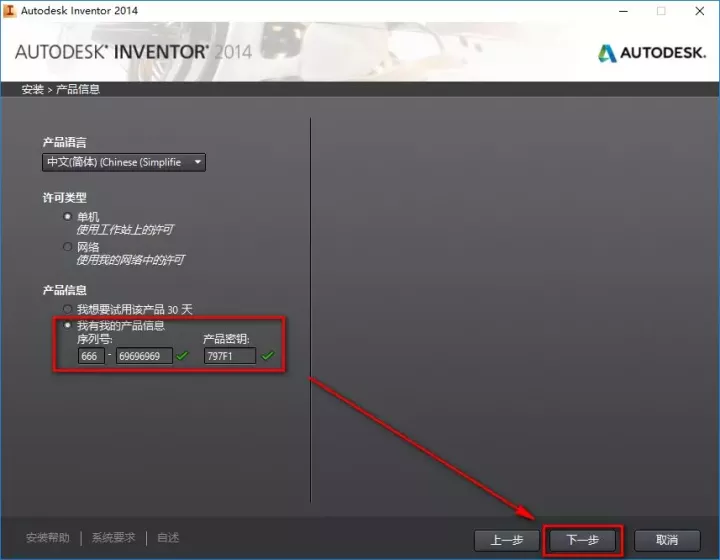 Autodesk Inventor 2014
AUTODESK® INVENTOR® 2014
AUTODESK.
安装 > 产品信息
产品语言
中文(简体) (Chinese (Simplifie
许可类型
单机
使用工作站上的许可
网络
使用我的网络中的许可
产品信息
我想要试用该产品 30 天
我有我的产品信息
序列号: 产品密钥:
666 - 69696969 797F1
安装帮助 | 系统要求 | 自述
上一步 下一步 取消